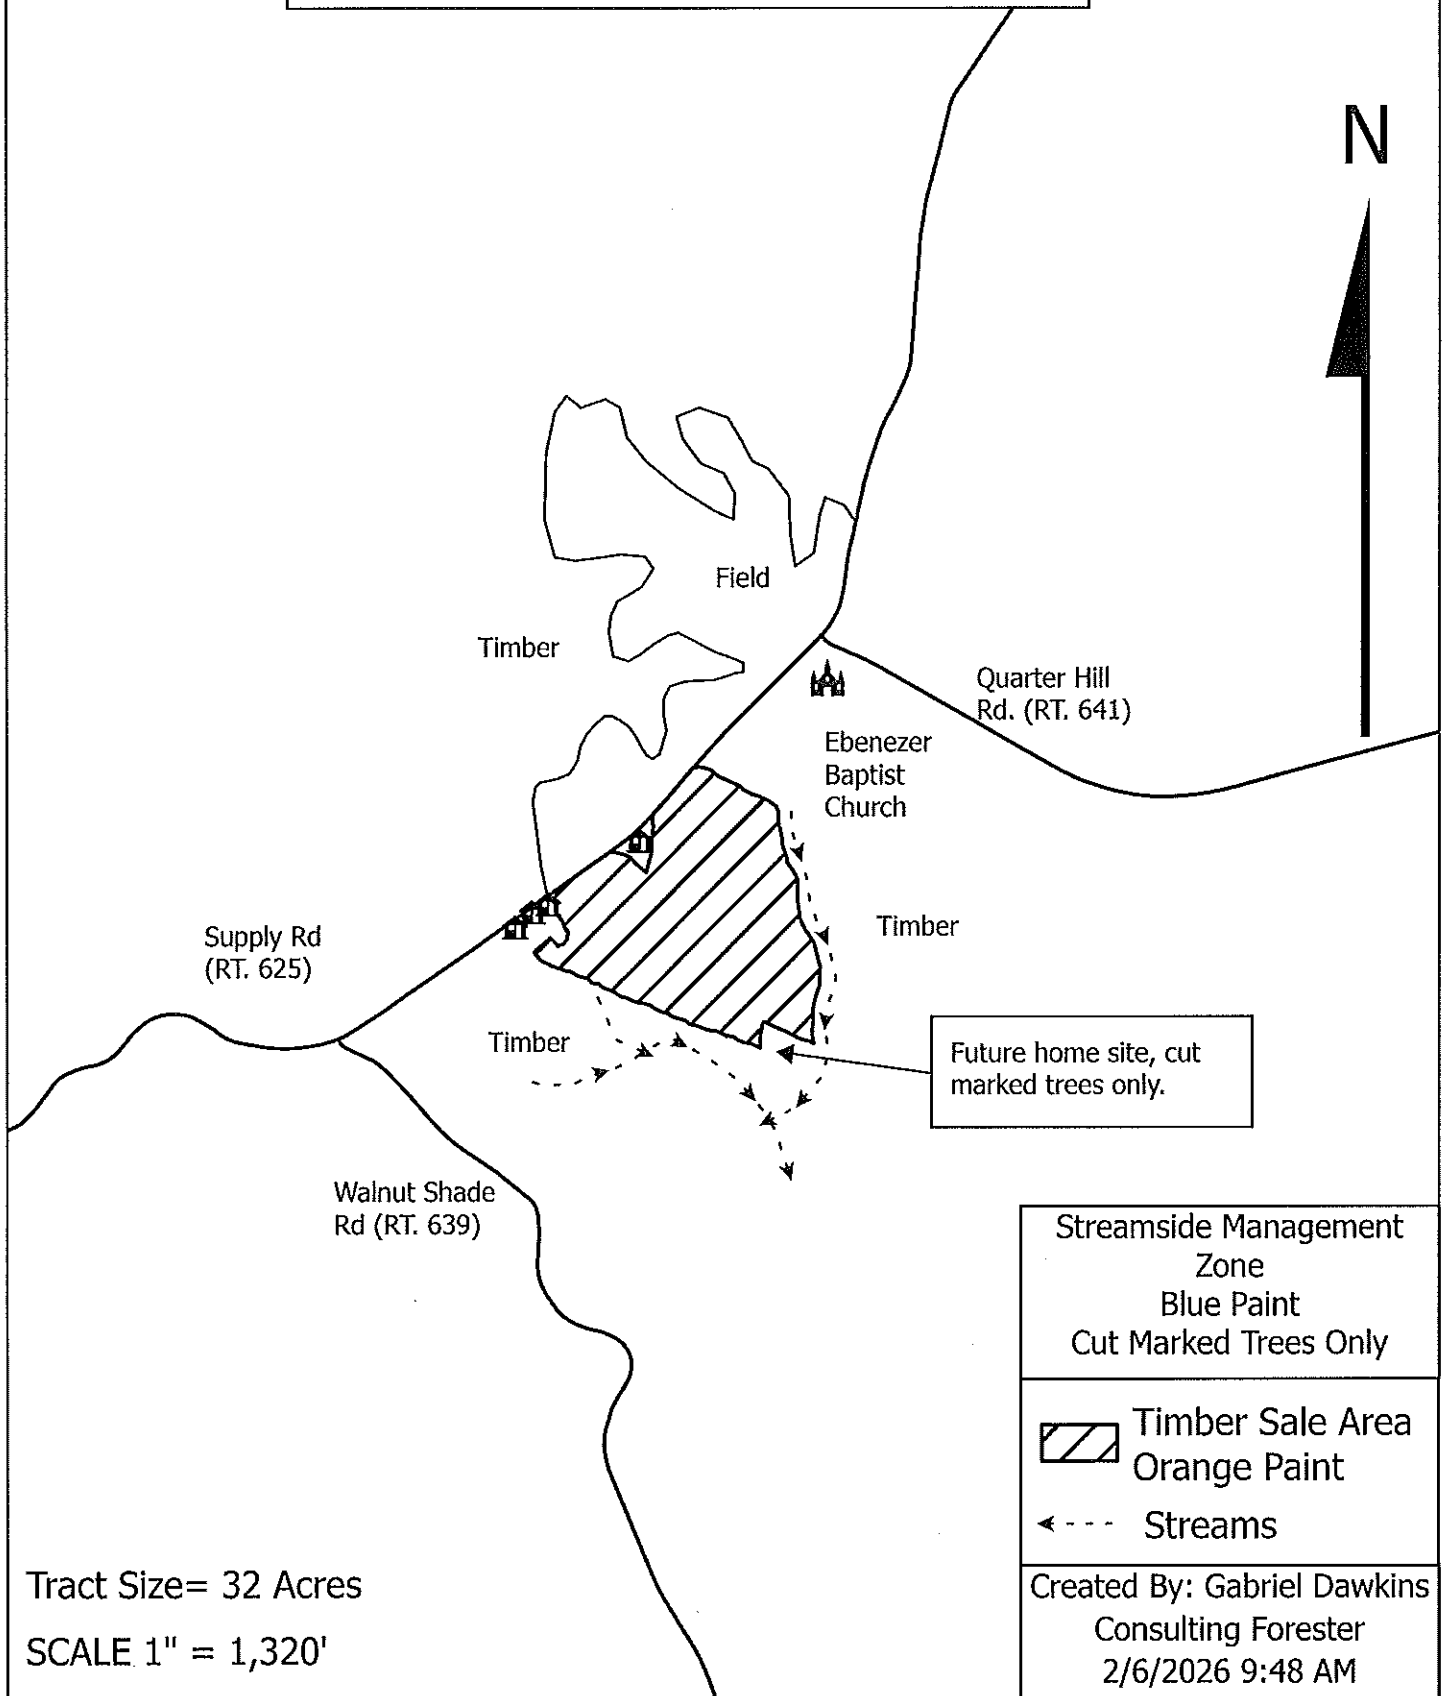 N
Field
Timber
Quarter Hill
Rd. (RT. 641)
Ebenezer
Baptist
Church
Timber
Supply Rd
(RT. 625)
Timber
Future home site, cut
marked trees only.
Walnut Shade
Rd (RT. 639)
Streamside Management
Zone
Blue Paint
Cut Marked Trees Only
Timber Sale Area
Orange Paint
Streams
Tract Size= 32 Acres
SCALE 1" = 1,320'
Created By: Gabriel Dawkins
Consulting Forester
2/6/2026 9:48 AM